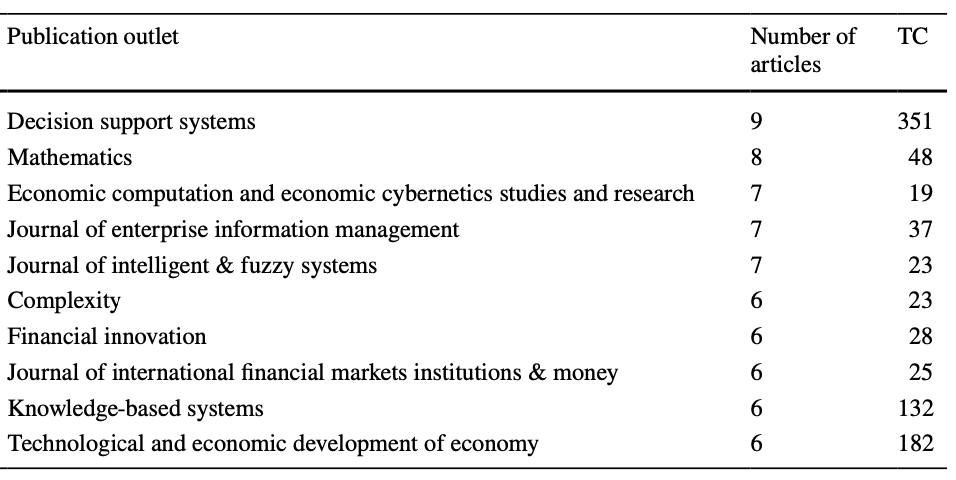 Publication outlet Number of articles TC
Decision support systems 9 351
Mathematics 8 48
Economic computation and economic cybernetics studies and research 7 19
Journal of enterprise information management 7 37
Journal of intelligent & fuzzy systems 7 23
Complexity 6 23
Financial innovation 6 28
Journal of international financial markets institutions & money 6 25
Knowledge-based systems 6 132
Technological and economic development of economy 6 182